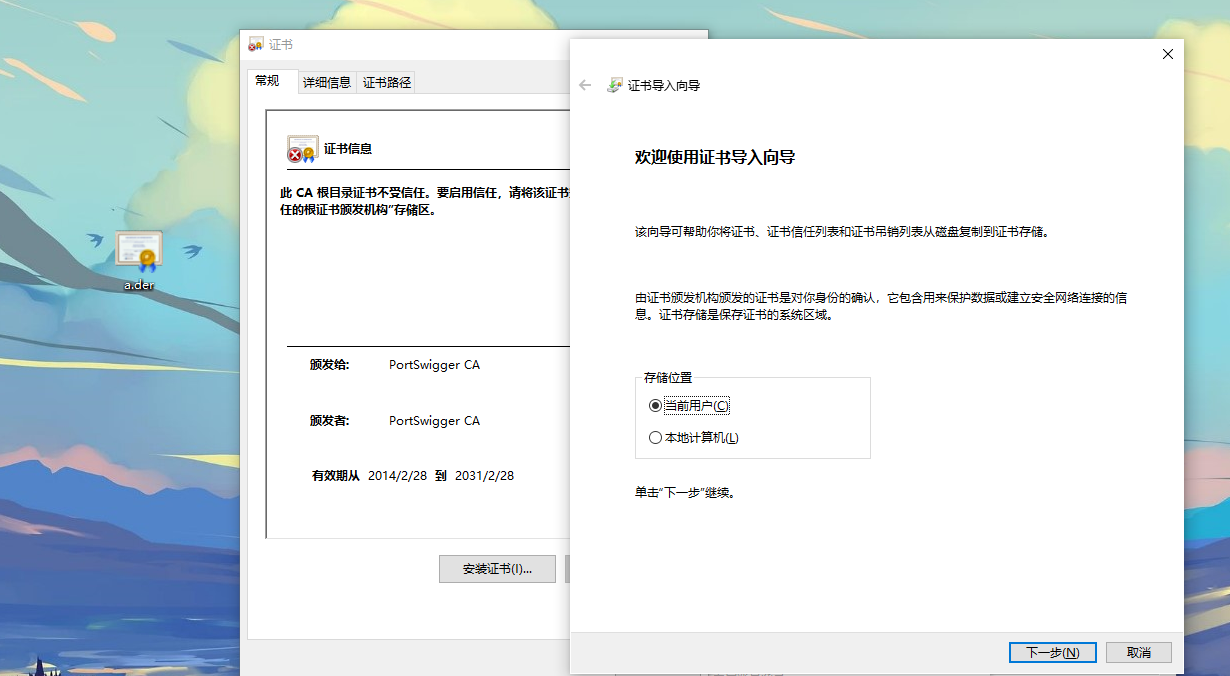 a.der
证书
常规
详细信息
证书路径
证书信息
此 CA 根目录证书不受信任。要启用信任，请将该证书
任的根证书颁发机构"存储区。
颁发给:
PortSwigger CA
颁发者:
PortSwigger CA
有效期从 2014/2/28 到 2031/2/28
安装证书(I)...
证书导入向导
欢迎使用证书导入向导
该向导可帮助你将证书、证书信任列表和证书吊销列表从磁盘复制到证书存储。
由证书颁发机构颁发的证书是对你身份的确认，它包含用来保护数据或建立安全网络连接的信
息。证书存储是保存证书的系统区域。
存储位置
当前用户(C)
本地计算机(L)
单击"下一步"继续。
下一步(N)
取消